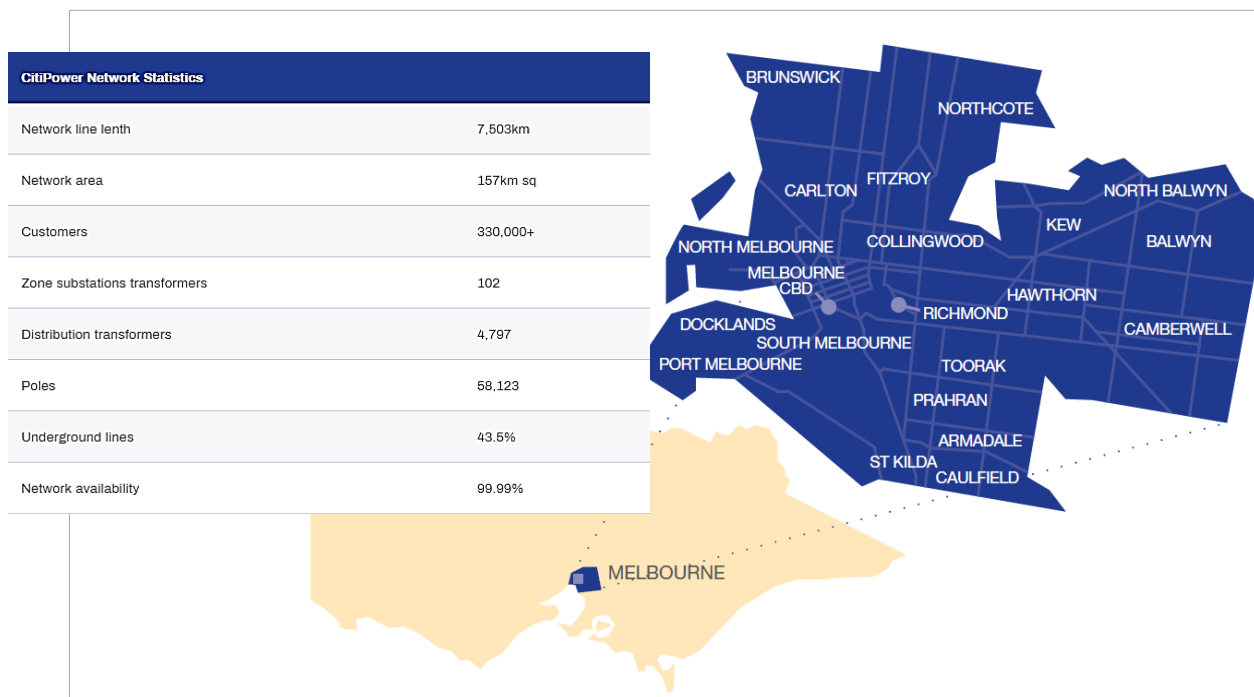 CitiPower Network Statistics
Network line lenth 7,503km
Network area 157km sq
Customers 330,000+
Zone substations transformers 102
Distribution transformers 4,797
Poles 58,123
Underground lines 43.5%
Network availability 99.99%
BRUNSWICK
NORTHCOTE
CARLTON
FITZROY
NORTH BALWYN
KEW
NORTH MELBOURNE
COLLINGWOOD
BALWYN
MELBOURNE
CBD
HAWTHORN
RICHMOND
DOCKLANDS
CAMBERWELL
SOUTH MELBOURNE
PORT MELBOURNE
TOORAK
PRAHRAN
ARMADALE
ST KILDA
CAULFIELD
MELBOURNE